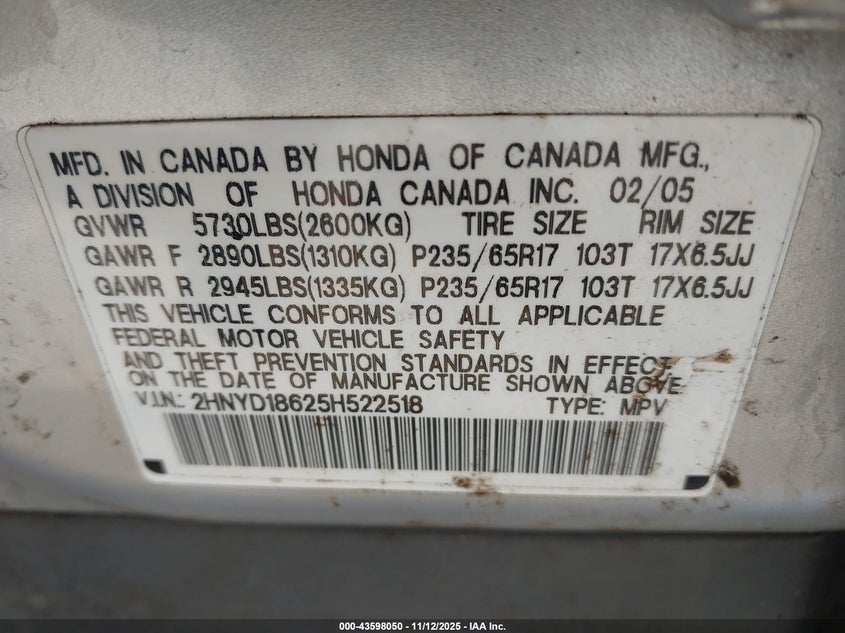 MFD. IN CANADA BY HONDA OF CANADA MFG.,
A DIVISION OF HONDA CANADA INC. 02/05
GVWR 5730LBS(2600KG) TIRE SIZE RIM SIZE
GAWR F 2890LBS(1310KG) P235/65R17 103T 17X6.5JJ
GAWR R 2945LBS(1335KG) P235/65R17 103T 17X6.5JJ
THIS VEHICLE CONFORMS TO ALL APPLICABLE
FEDERAL MOTOR VEHICLE SAFETY
AND THEFT PREVENTION STANDARDS IN EFFECT
ON THE DATE OF MANUFACTURE SHOWN ABOVE.
V.I.N.: 2HNYD18625H522518 TYPE: MPV
000-43598050 - 11/12/2025 - IAA Inc.